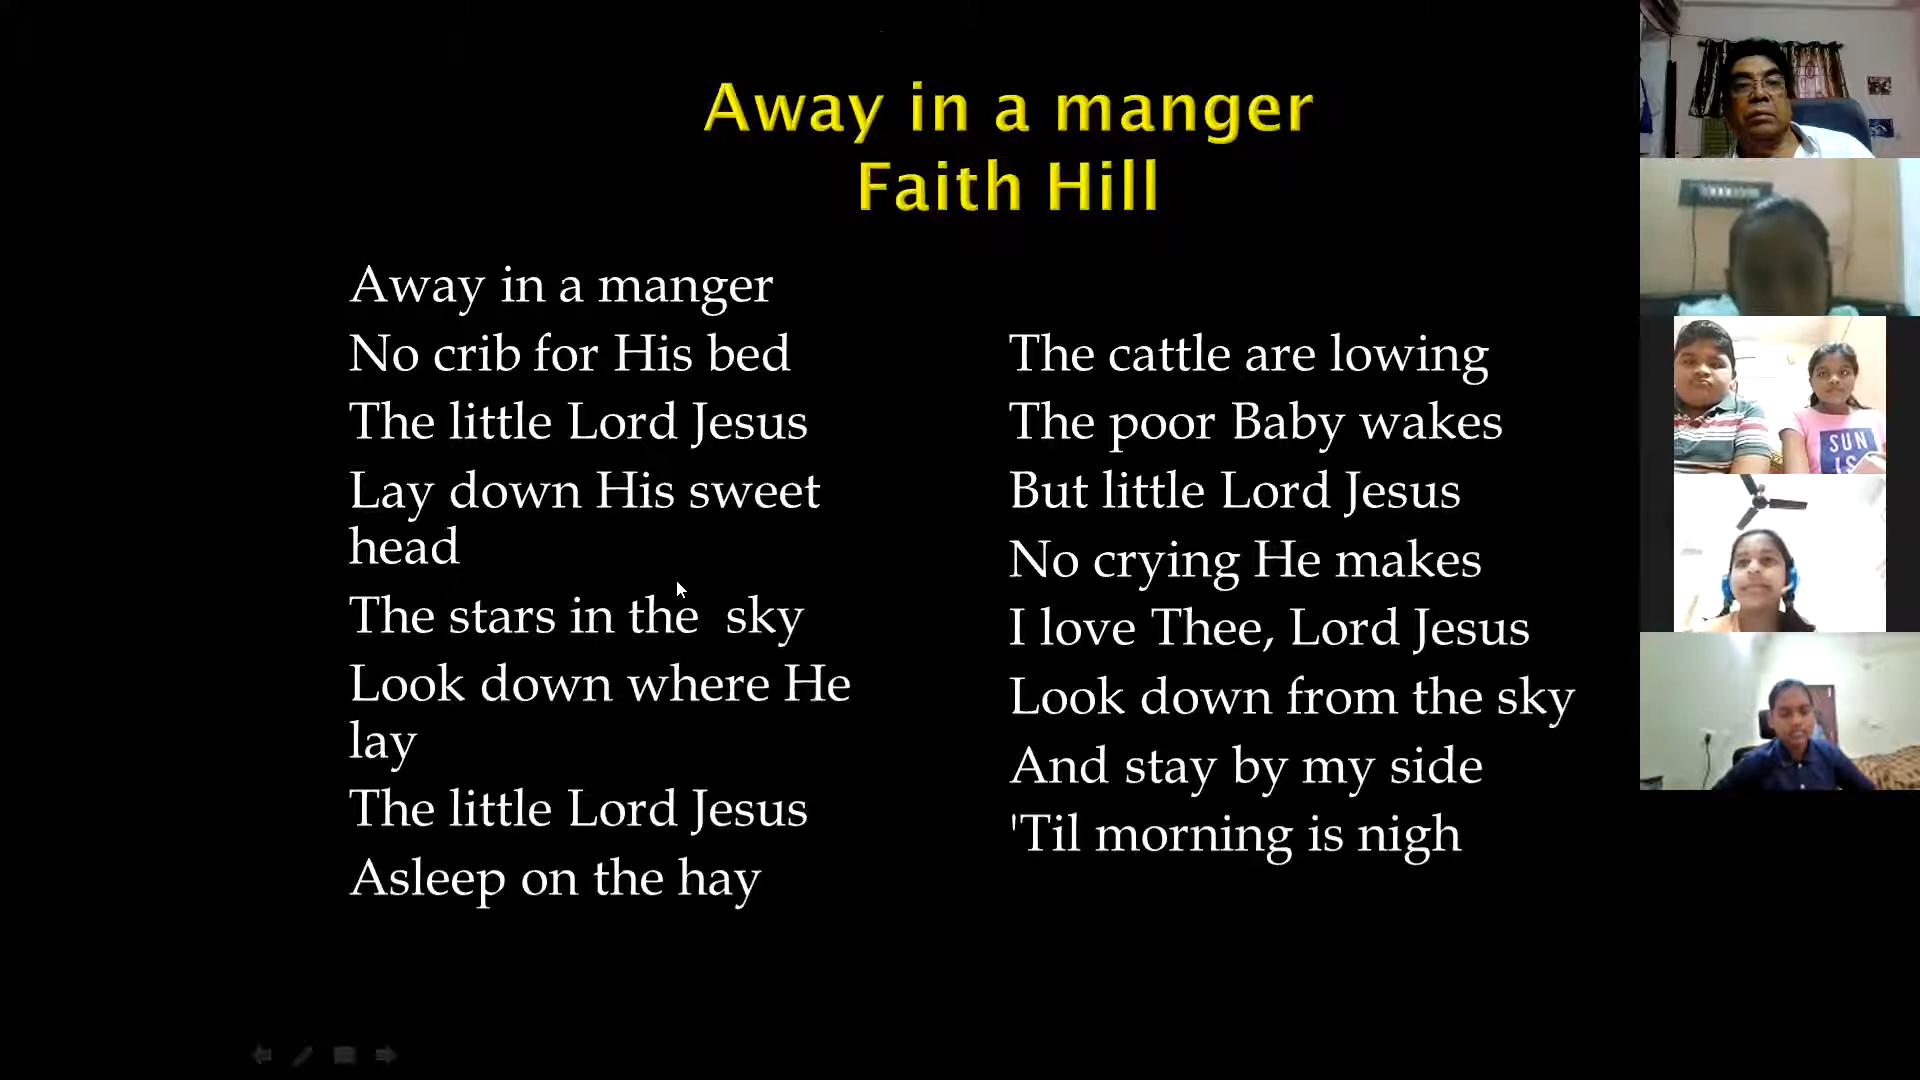 Away in a manger
Faith Hill
Away in a manger
No crib for His bed
The little Lord Jesus
Lay down His sweet
head
The stars in the  sky
Look down where He
lay
The little Lord Jesus
Asleep on the hay
The cattle are lowing
The poor Baby wakes
But little Lord Jesus
No crying He makes
I love Thee, Lord Jesus
Look down from the sky
And stay by my side
'Til morning is nigh
SUN
IS